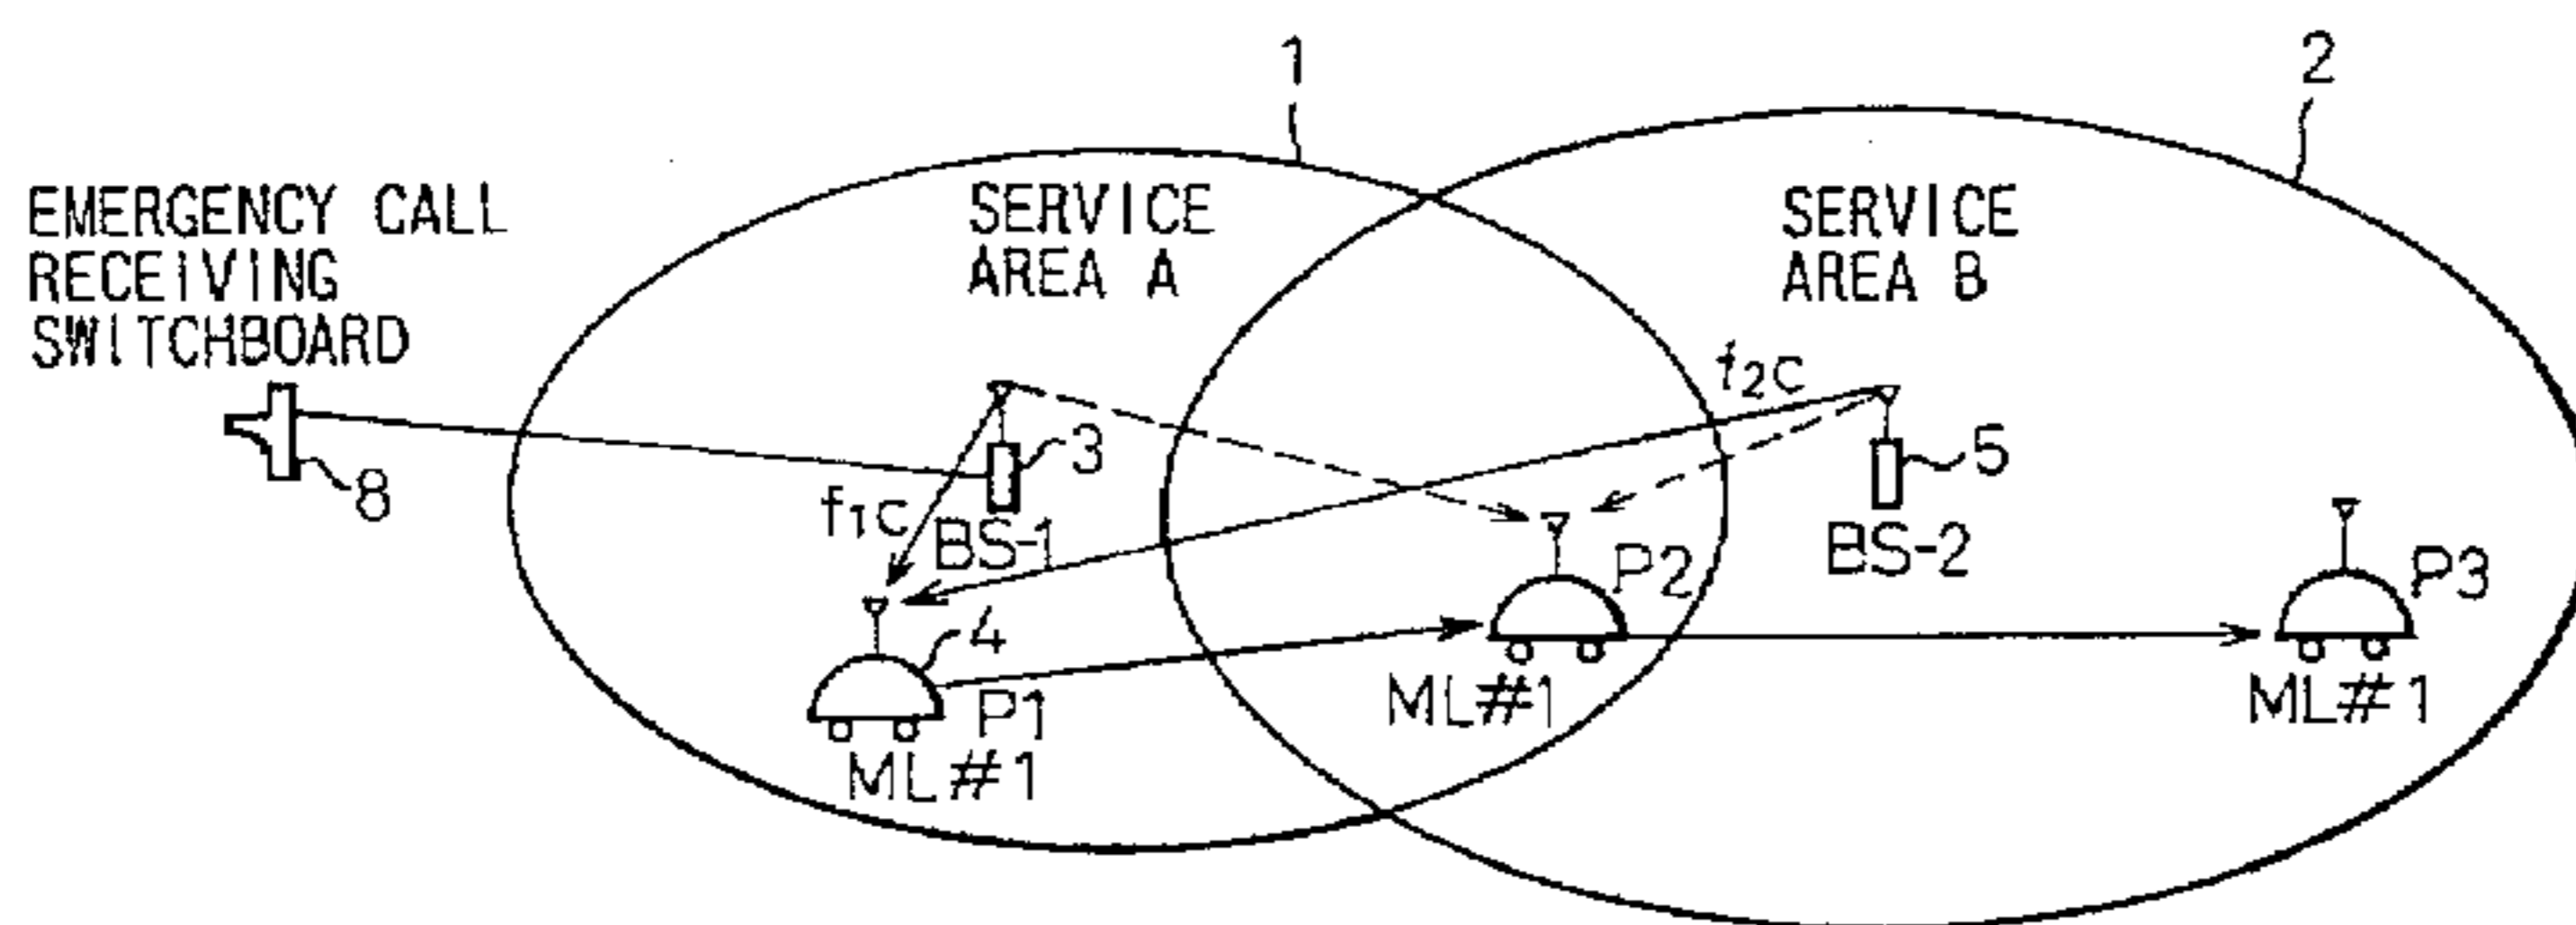 1
2
EMERGENCY CALL
RECEIVING
SWITCHBOARD
SERVICE
AREA A
SERVICE
AREA B
f2c
3
5
8
f1c
BS-1
BS-2
P2
P3
4
P1
ML#1
ML#1
ML#1